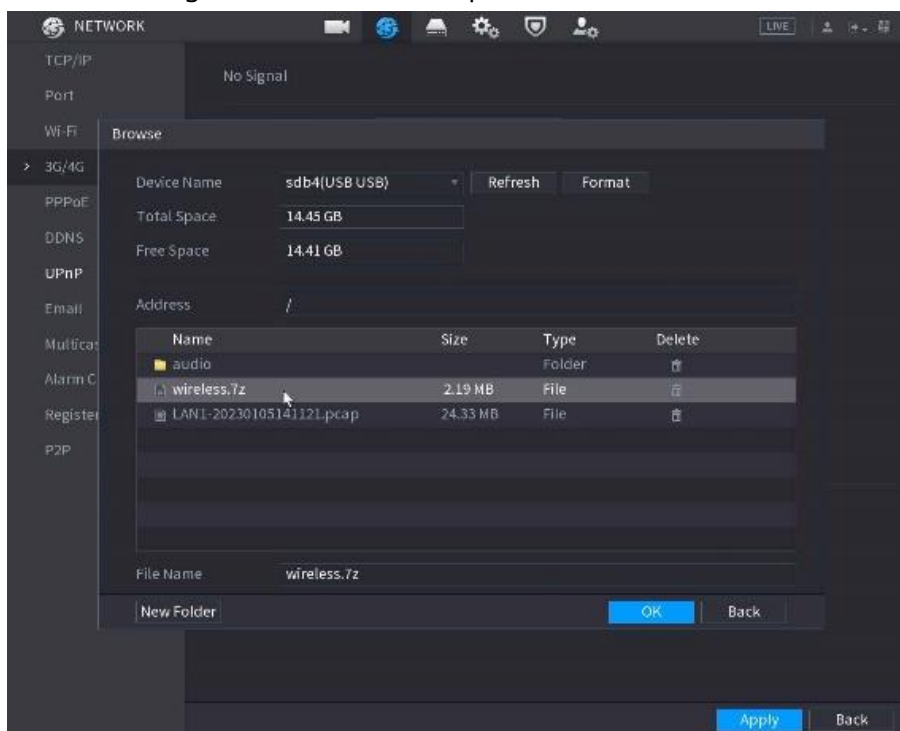 NETWORK
LIVE
TCP/IP
No Signal
Port
Wi-Fi
Browse
3G/4G
Device Name sdb4(USB USB) Refresh Format
PPPoE
Total Space 14.45 GB
DDNS
Free Space 14.41 GB
UPnP
Email
Address /
Multicas
Name Size Type Delete
audio Folder
Alarm C
wireless.7z 2.19 MB File
Register
LAN1-20230105141121.pcap 24.33 MB File
P2P
File Name wireless.7z
New Folder OK Back
Apply Back